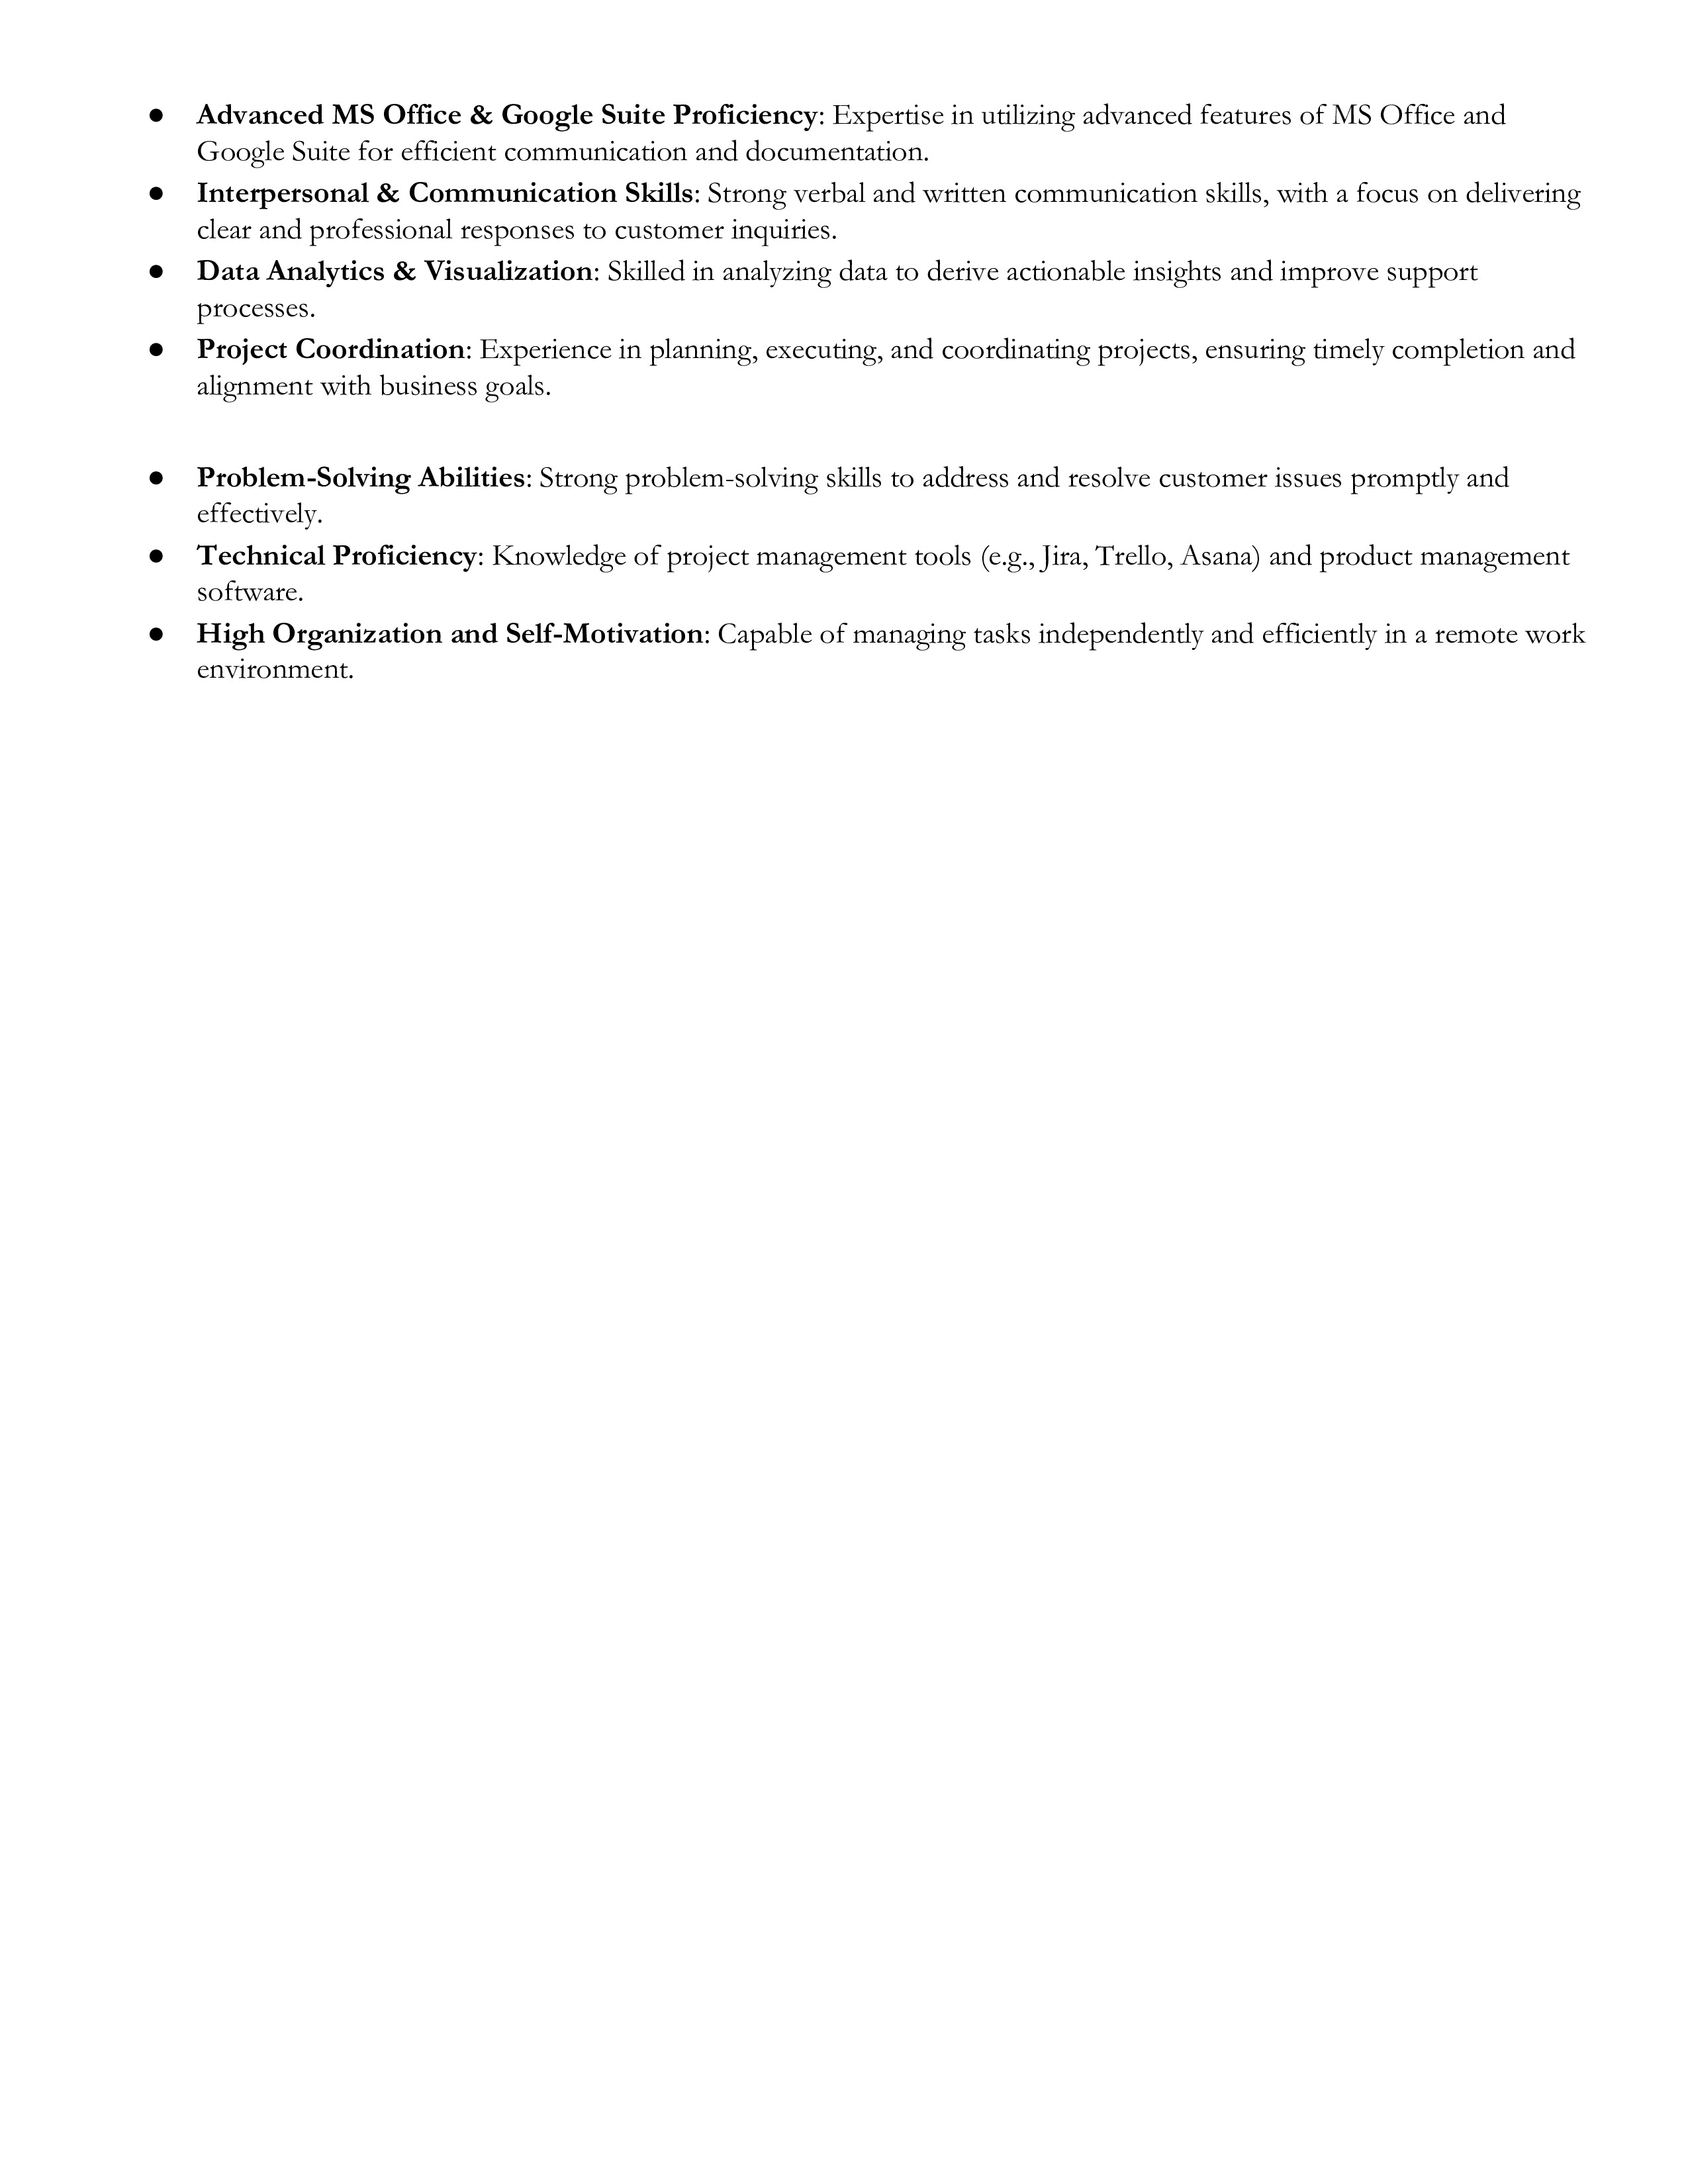 ● Advanced MS Office & Google Suite Proficiency: Expertise in utilizing advanced features of MS Office and
Google Suite for efficient communication and documentation.
● Interpersonal & Communication Skills: Strong verbal and written communication skills, with a focus on delivering
clear and professional responses to customer inquiries.
● Data Analytics & Visualization: Skilled in analyzing data to derive actionable insights and improve support
processes.
● Project Coordination: Experience in planning, executing, and coordinating projects, ensuring timely completion and
alignment with business goals.
● Problem-Solving Abilities: Strong problem-solving skills to address and resolve customer issues promptly and
effectively.
● Technical Proficiency: Knowledge of project management tools (e.g., Jira, Trello, Asana) and product management
software.
● High Organization and Self-Motivation: Capable of managing tasks independently and efficiently in a remote work
environment.